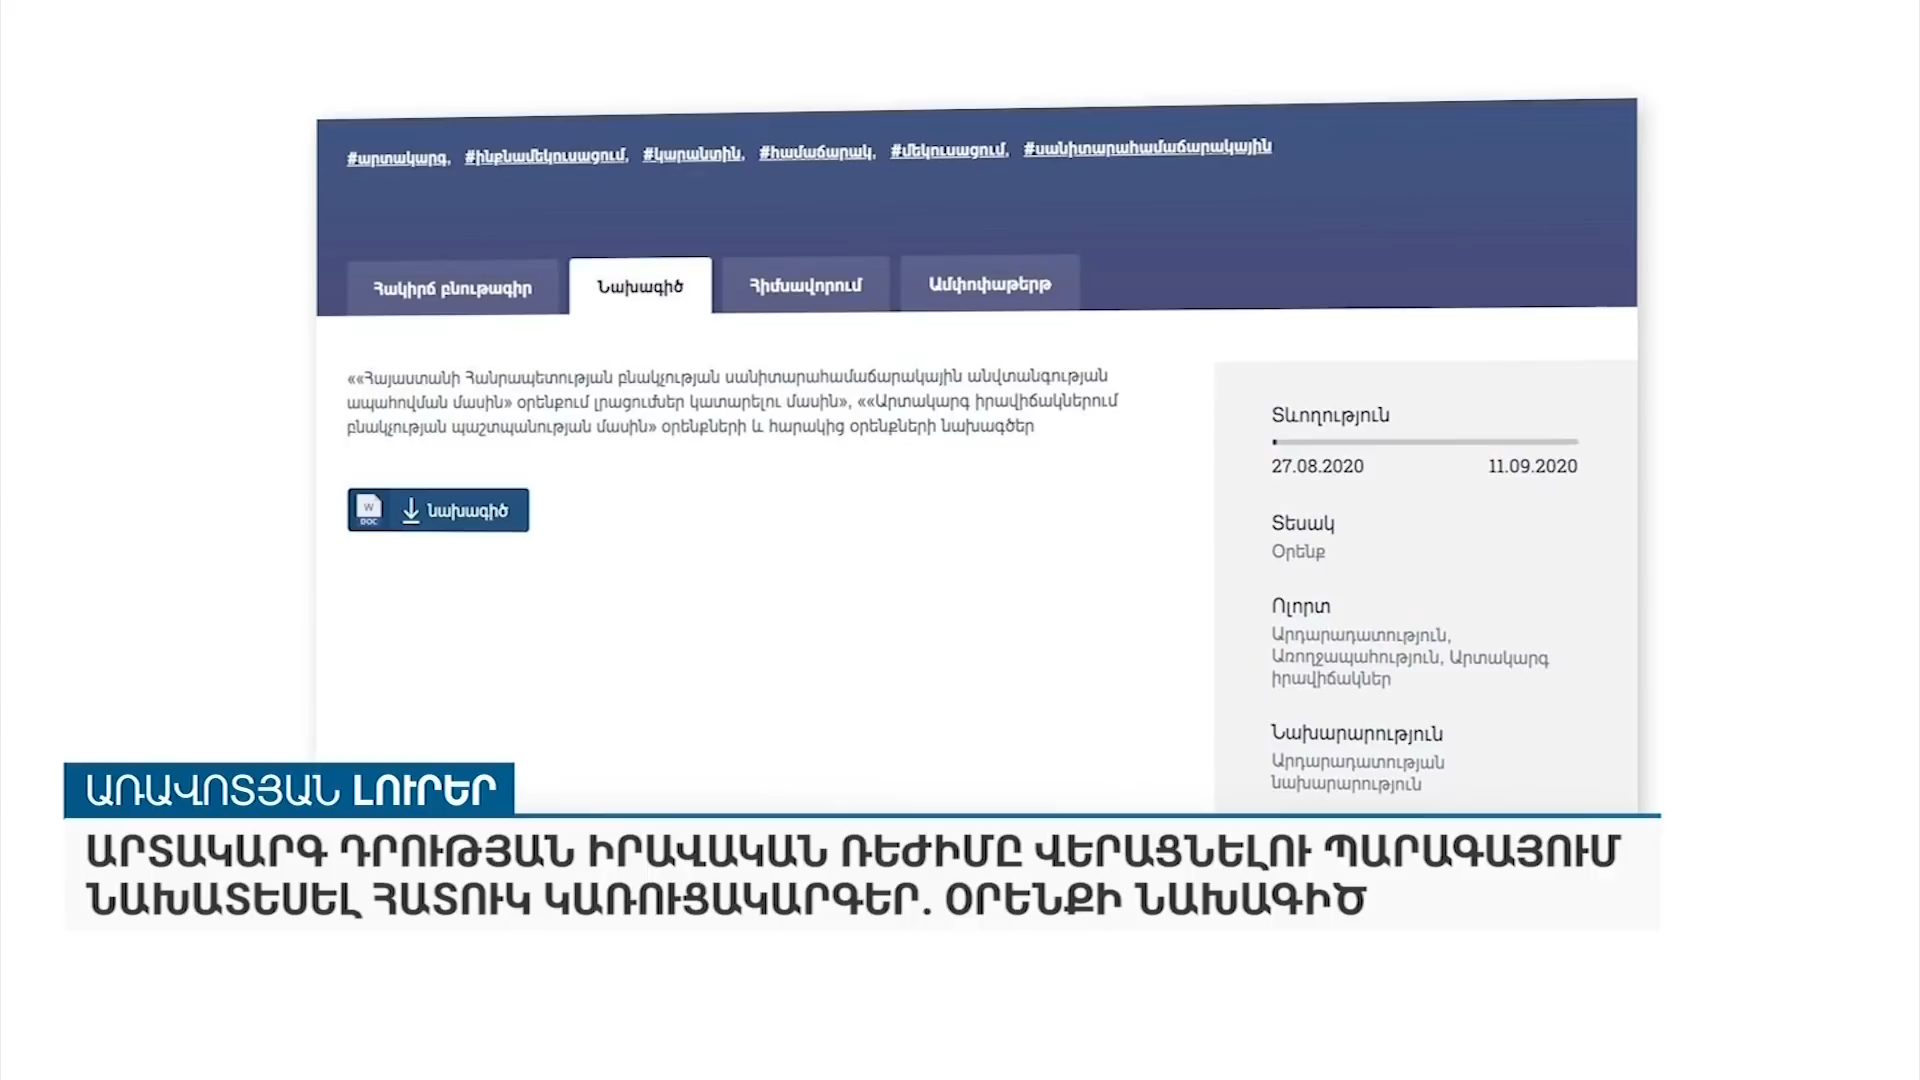 #արտակարգ, #ինքնամեկուսացում, #կարանտին, #համաճարակ, #մեկուսացում, #սանիտարահամաճարակային
Հակիրճ բնութագիր Նախագիծ Հիմնավորում Ամփոփաթերթ
««Հայաստանի Հանրապետության բնակչության սանիտարահամաճարակային անվտանգության
ապահովման մասին» օրենքում լրացումներ կատարելու մասին», ««Արտակարգ իրավիճակներում
բնակչության պաշտպանության մասին» օրենքների և հարակից օրենքների նախագծեր
W
DOC
նախագիծ
Տևողություն
27.08.2020 11.09.2020
Տեսակ
Օրենք
Ոլորտ
Արդարադատություն,
Առողջապահություն, Արտակարգ
իրավիճակներ
Նախարարություն
Արդարադատության
նախարարություն
ԱՌԱՎՈՏՅԱՆ ԼՈՒՐԵՐ
ԱՐՏԱԿԱՐԳ ԴՐՈՒԹՅԱՆ ԻՐԱՎԱԿԱՆ ՌԵԺԻՄԸ ՎԵՐԱՑՆԵԼՈՒ ՊԱՐԱԳԱՅՈՒՄ
ՆԱԽԱՏԵՍԵԼ ՀԱՏՈՒԿ ԿԱՌՈՒՑԱԿԱՐԳԵՐ. ՕՐԵՆՔԻ ՆԱԽԱԳԻԾ